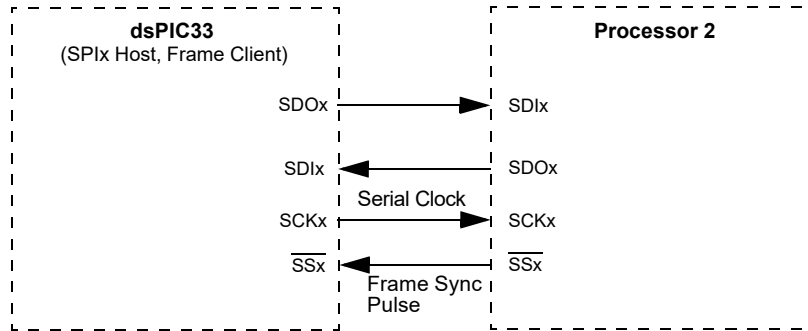 dsPIC33
(SPIx Host, Frame Client)
Processor 2
SDOx
SDIx
SDIx
SDOx
Serial Clock
SCKx
SCKx
SSx
SSx
Frame Sync
Pulse